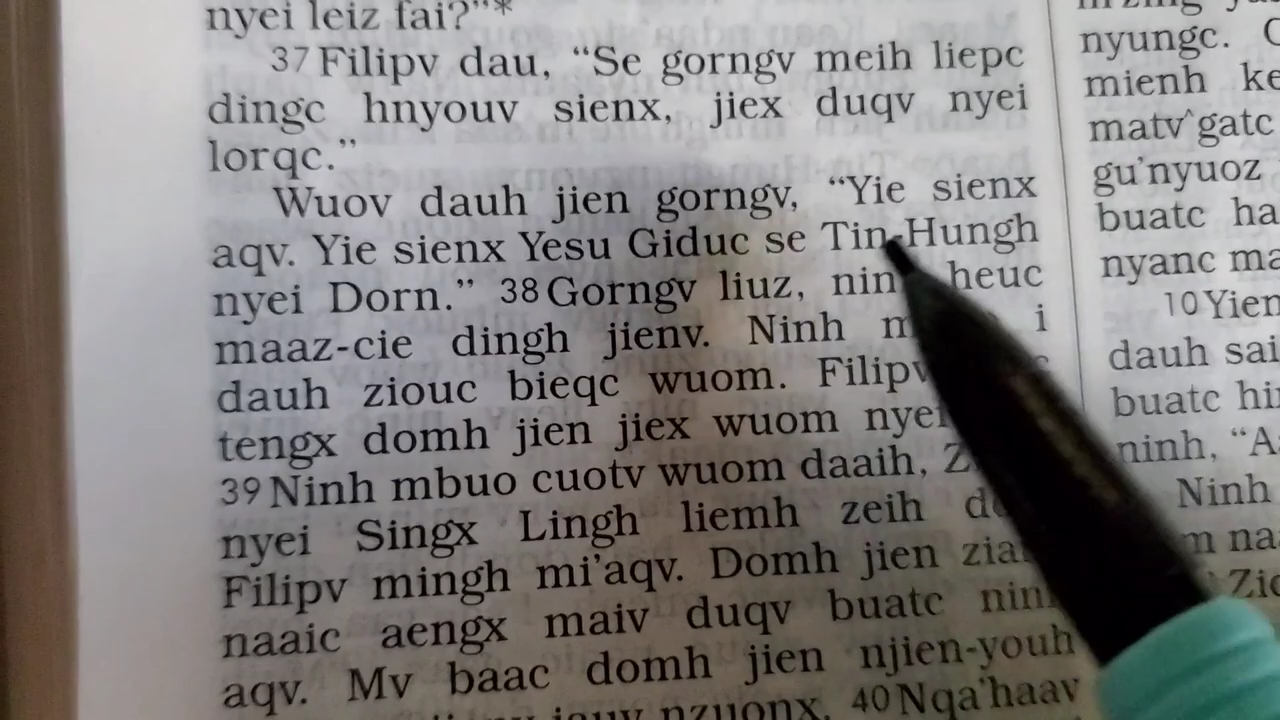 nyei leiz fai?”*
37 Filipv dau, “Se gorngv meih liepc
dingc hnyouv sienx, jiex duqv nyei
lorqc.”
Wuov dauh jien gorngv, “Yie sienx
aqv. Yie sienx Yesu Giduc se Tin-Hungh
nyei Dorn.” 38 Gorngv liuz, heuc
maaz-cie dingh jienv. Ninh i
dauh ziouc bieqc wuom. Filipv
tengx domh jien jiex wuom nyei
39 Ninh mbuo cuotv wuom daaih,
nyei Singx Lingh liemh zeih
Filipv mingh mi’aqv. Domh jien
naaic aengx maiv duqv buatc
aqv. Mv baac domh jien njien-youh
nzuonx. 40 Nqa’haav
nyungc.
mienh
matv^gatc
gu’nyuoz
buatc
nyanc
10
dauh
buatc
ninh,
Ninh